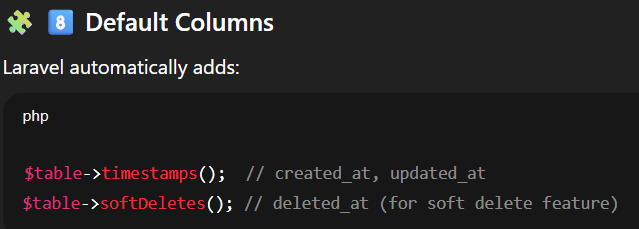 🧩 8️⃣ Default Columns
Laravel automatically adds:
php
$table->timestamps();  // created_at, updated_at
$table->softDeletes(); // deleted_at (for soft delete feature)